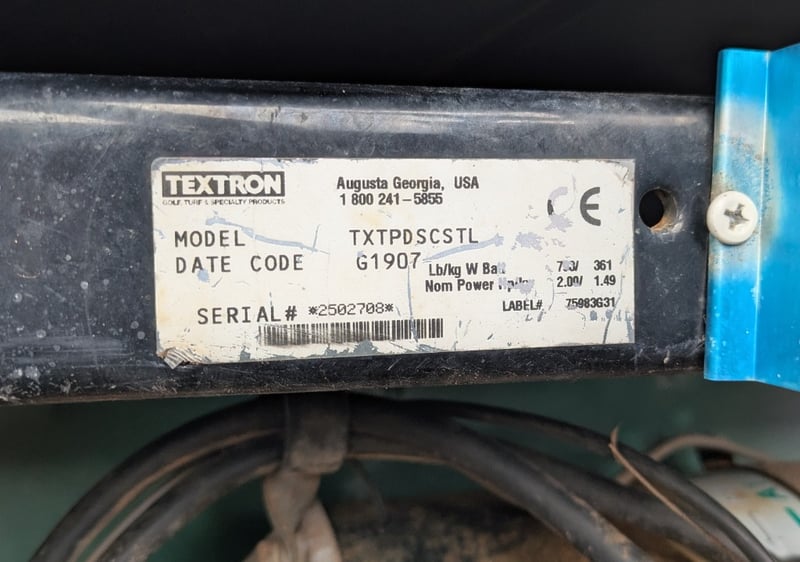 TEXTRON
GOLF, TURF & SPECIALTY PRODUCTS
Augusta Georgia, USA
1 800 241-5855
CE
MODEL TXTPDSCSTL
DATE CODE G1907
Lb/kg W 361
Nom Power 1.49
LABEL# 75983G31
SERIAL# *2502708*